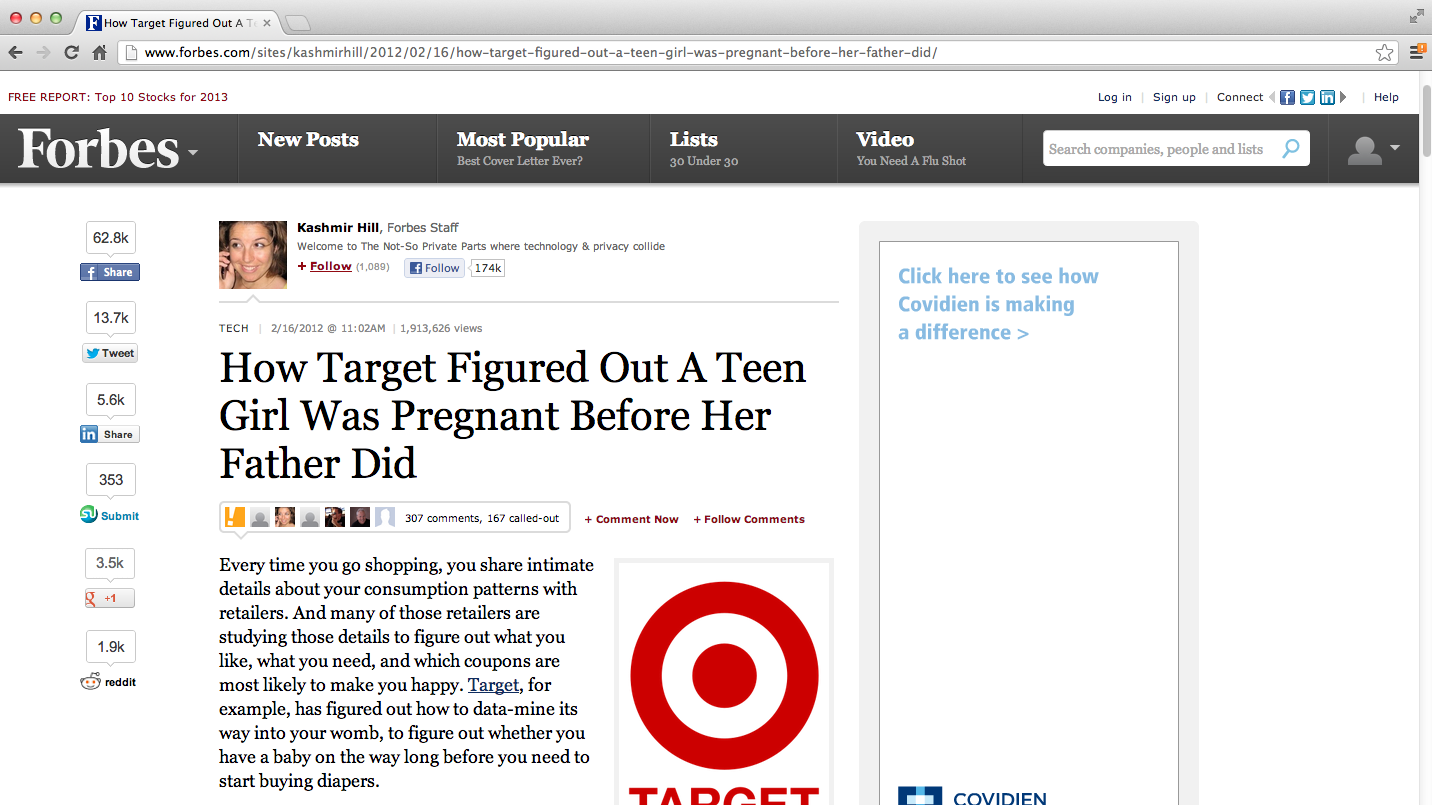 How Target Figured Out A Te
www.forbes.com/sites/kashmirhill/2012/02/16/how-target-figured-out-a-teen-girl-was-pregnant-before-her-father-did/
FREE REPORT: Top 10 Stocks for 2013
Log in | Sign up | Connect | Help
Forbes
New Posts
Most Popular
Best Cover Letter Ever?
Lists
30 Under 30
Video
You Need A Flu Shot
Search companies, people and lists
62.8k
Share
13.7k
Tweet
5.6k
in Share
353
Submit
3.5k
g +1
1.9k
reddit
Kashmir Hill, Forbes Staff
Welcome to The Not-So Private Parts where technology & privacy collide
+ Follow (1,089) f Follow 174k
TECH | 2/16/2012 @ 11:02AM | 1,913,626 views
How Target Figured Out A Teen
Girl Was Pregnant Before Her
Father Did
307 comments, 167 called-out + Comment Now + Follow Comments
Every time you go shopping, you share intimate
details about your consumption patterns with
retailers. And many of those retailers are
studying those details to figure out what you
like, what you need, and which coupons are
most likely to make you happy. Target, for
example, has figured out how to data-mine its
way into your womb, to figure out whether you
have a baby on the way long before you need to
start buying diapers.
TARGET
Click here to see how
Covidien is making
a difference >
COVIDIEN